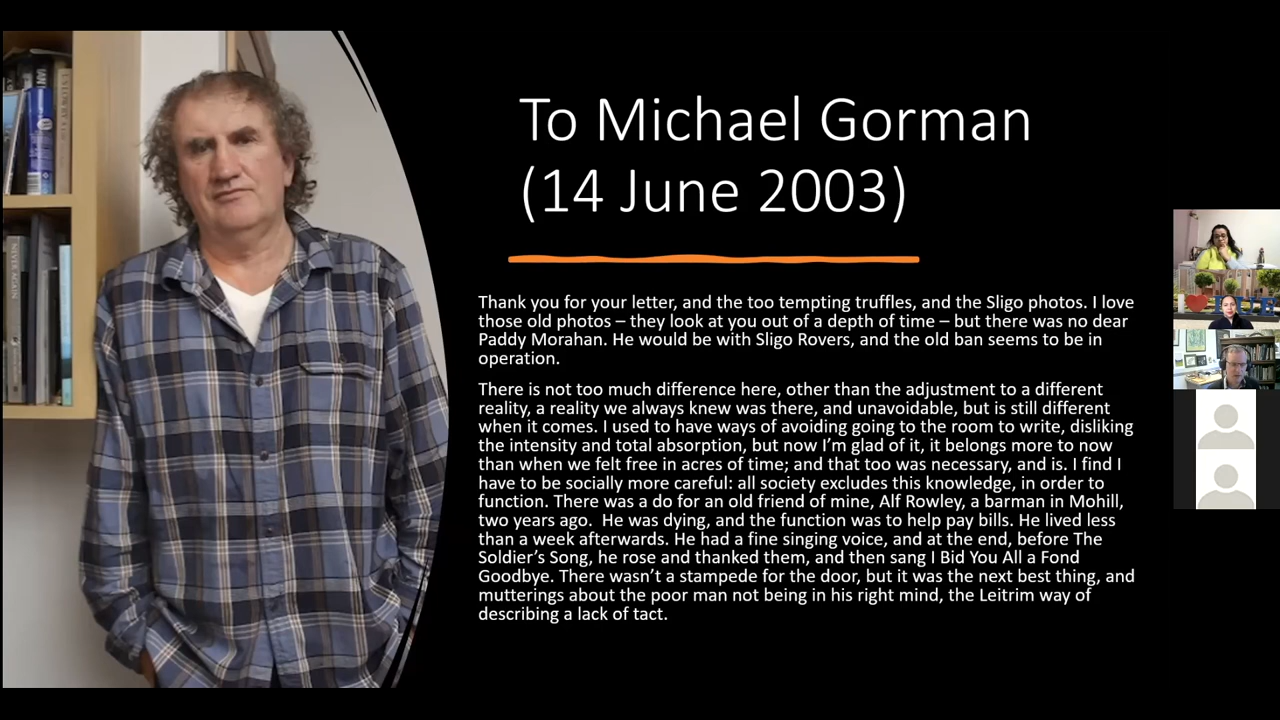 To Michael Gorman
(14 June 2003)
Thank you for your letter, and the too tempting truffles, and the Sligo photos. I love
those old photos – they look at you out of a depth of time – but there was no dear
Paddy Morahan. He would be with Sligo Rovers, and the old ban seems to be in
operation.
There is not too much difference here, other than the adjustment to a different
reality, a reality we always knew was there, and unavoidable, but is still different
when it comes. I used to have ways of avoiding going to the room to write, disliking
the intensity and total absorption, but now I'm glad of it, it belongs more to now
than when we felt free in acres of time; and that too was necessary, and is. I find I
have to be socially more careful: all society excludes this knowledge, in order to
function. There was a do for an old friend of mine, Alf Rowley, a barman in Mohill,
two years ago.  He was dying, and the function was to help pay bills. He lived less
than a week afterwards. He had a fine singing voice, and at the end, before The
Soldier's Song, he rose and thanked them, and then sang I Bid You All a Fond
Goodbye. There wasn't a stampede for the door, but it was the next best thing, and
mutterings about the poor man not being in his right mind, the Leitrim way of
describing a lack of tact.
NEVER AGAIN
IAN
I